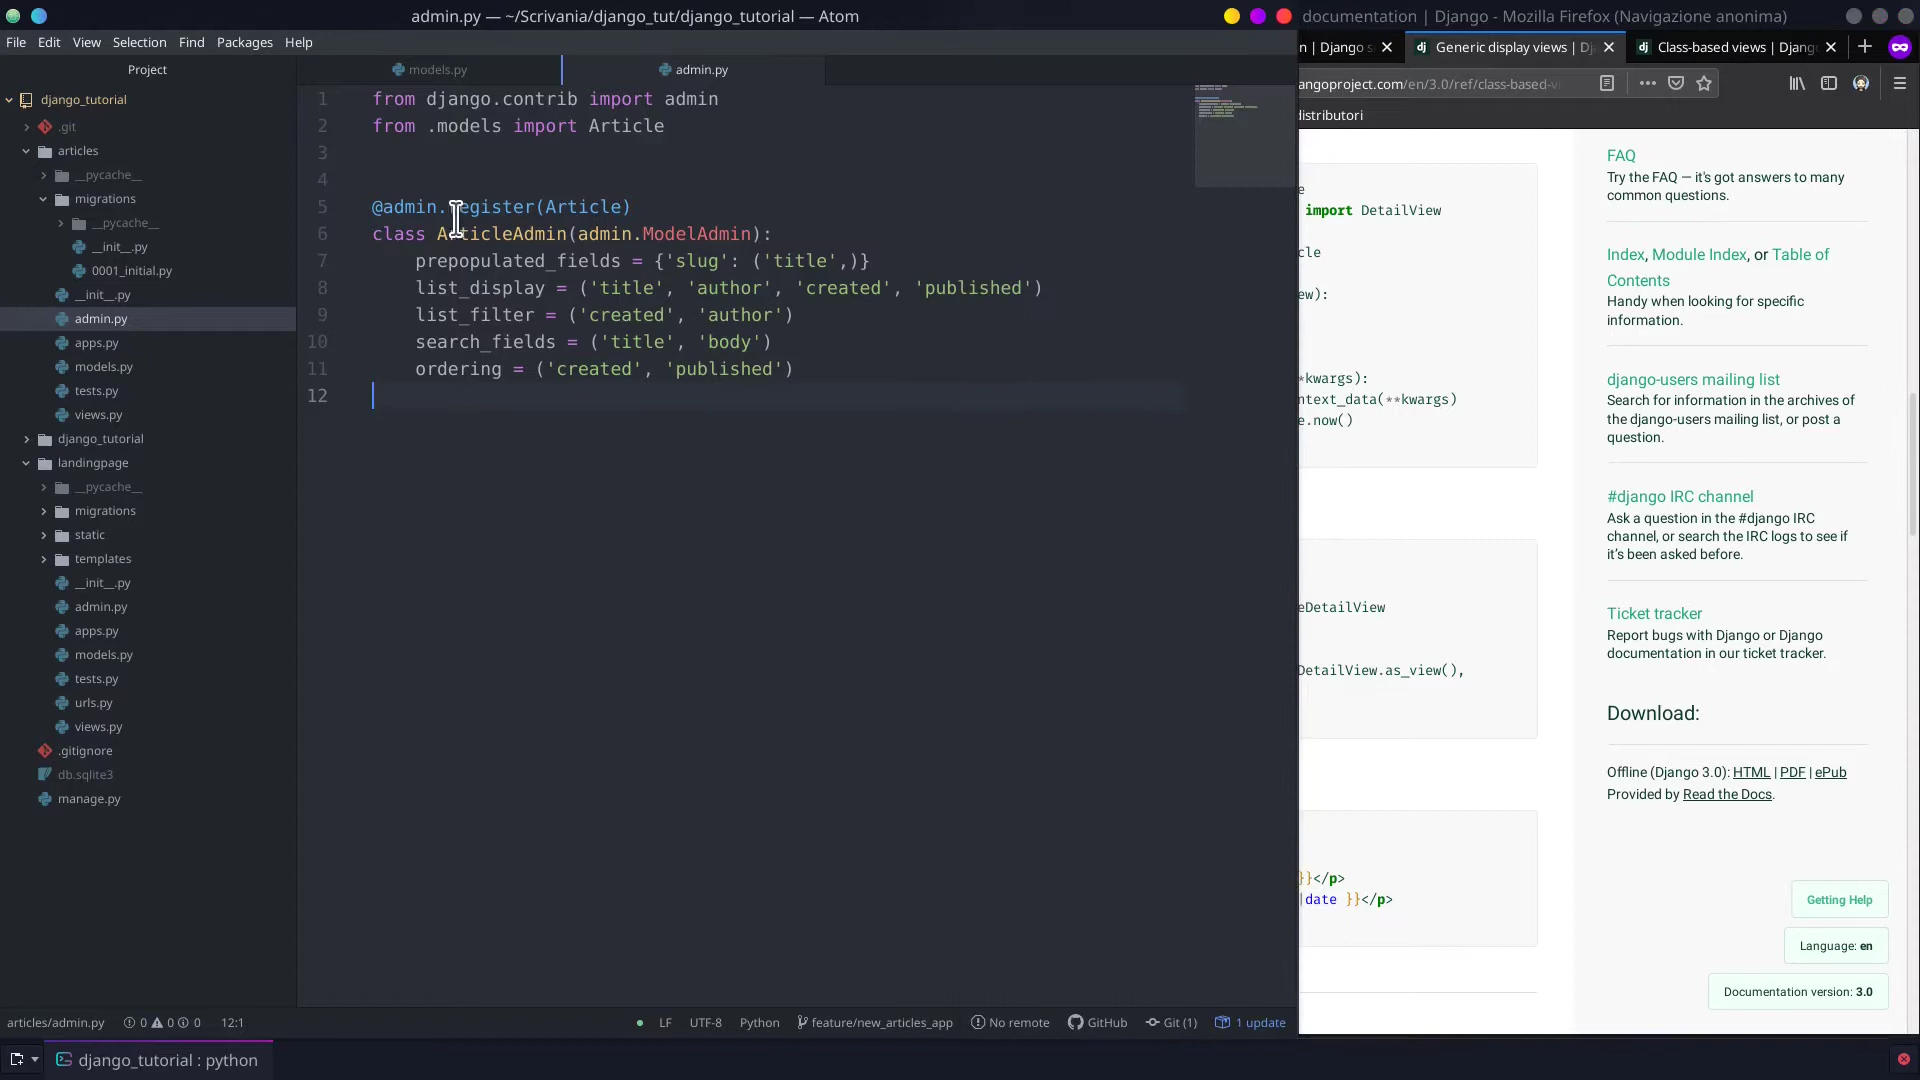 admin.py — ~/Scrivania/django_tut/django_tutorial — Atom
documentation | Django - Mozilla Firefox (Navigazione anonima)
File Edit View Selection Find Packages Help
n | Django s
Generic display views | Dj
Class-based views | Djang
Project
models.py
admin.py
angoproject.com/en/3.0/ref/class-based-vi
distributori
django_tutorial
.git
articles
__pycache__
migrations
__pycache__
__init__.py
0001_initial.py
__init__.py
admin.py
apps.py
models.py
tests.py
views.py
django_tutorial
landingpage
__pycache__
migrations
static
templates
__init__.py
admin.py
apps.py
models.py
tests.py
urls.py
views.py
.gitignore
db.sqlite3
manage.py
1 from django.contrib import admin
2 from .models import Article
3
4
5 @admin.register(Article)
6 class ArticleAdmin(admin.ModelAdmin):
7 prepopulated_fields = {'slug': ('title',)}
8 list_display = ('title', 'author', 'created', 'published')
9 list_filter = ('created', 'author')
10 search_fields = ('title', 'body')
11 ordering = ('created', 'published')
12
e
import DetailView
cle
ew):
**kwargs):
ntext_data(**kwargs)
e.now()
eDetailView
DetailView.as_view(),
}}</p>
|date }}</p>
FAQ
Try the FAQ — it's got answers to many
common questions.
Index, Module Index, or Table of
Contents
Handy when looking for specific
information.
django-users mailing list
Search for information in the archives of
the django-users mailing list, or post a
question.
#django IRC channel
Ask a question in the #django IRC
channel, or search the IRC logs to see if
it's been asked before.
Ticket tracker
Report bugs with Django or Django
documentation in our ticket tracker.
Download:
Offline (Django 3.0): HTML | PDF | ePub
Provided by Read the Docs.
Getting Help
Language: en
Documentation version: 3.0
articles/admin.py 0 0 0 12:1
LF UTF-8 Python feature/new_articles_app No remote GitHub Git (1) 1 update
django_tutorial : python